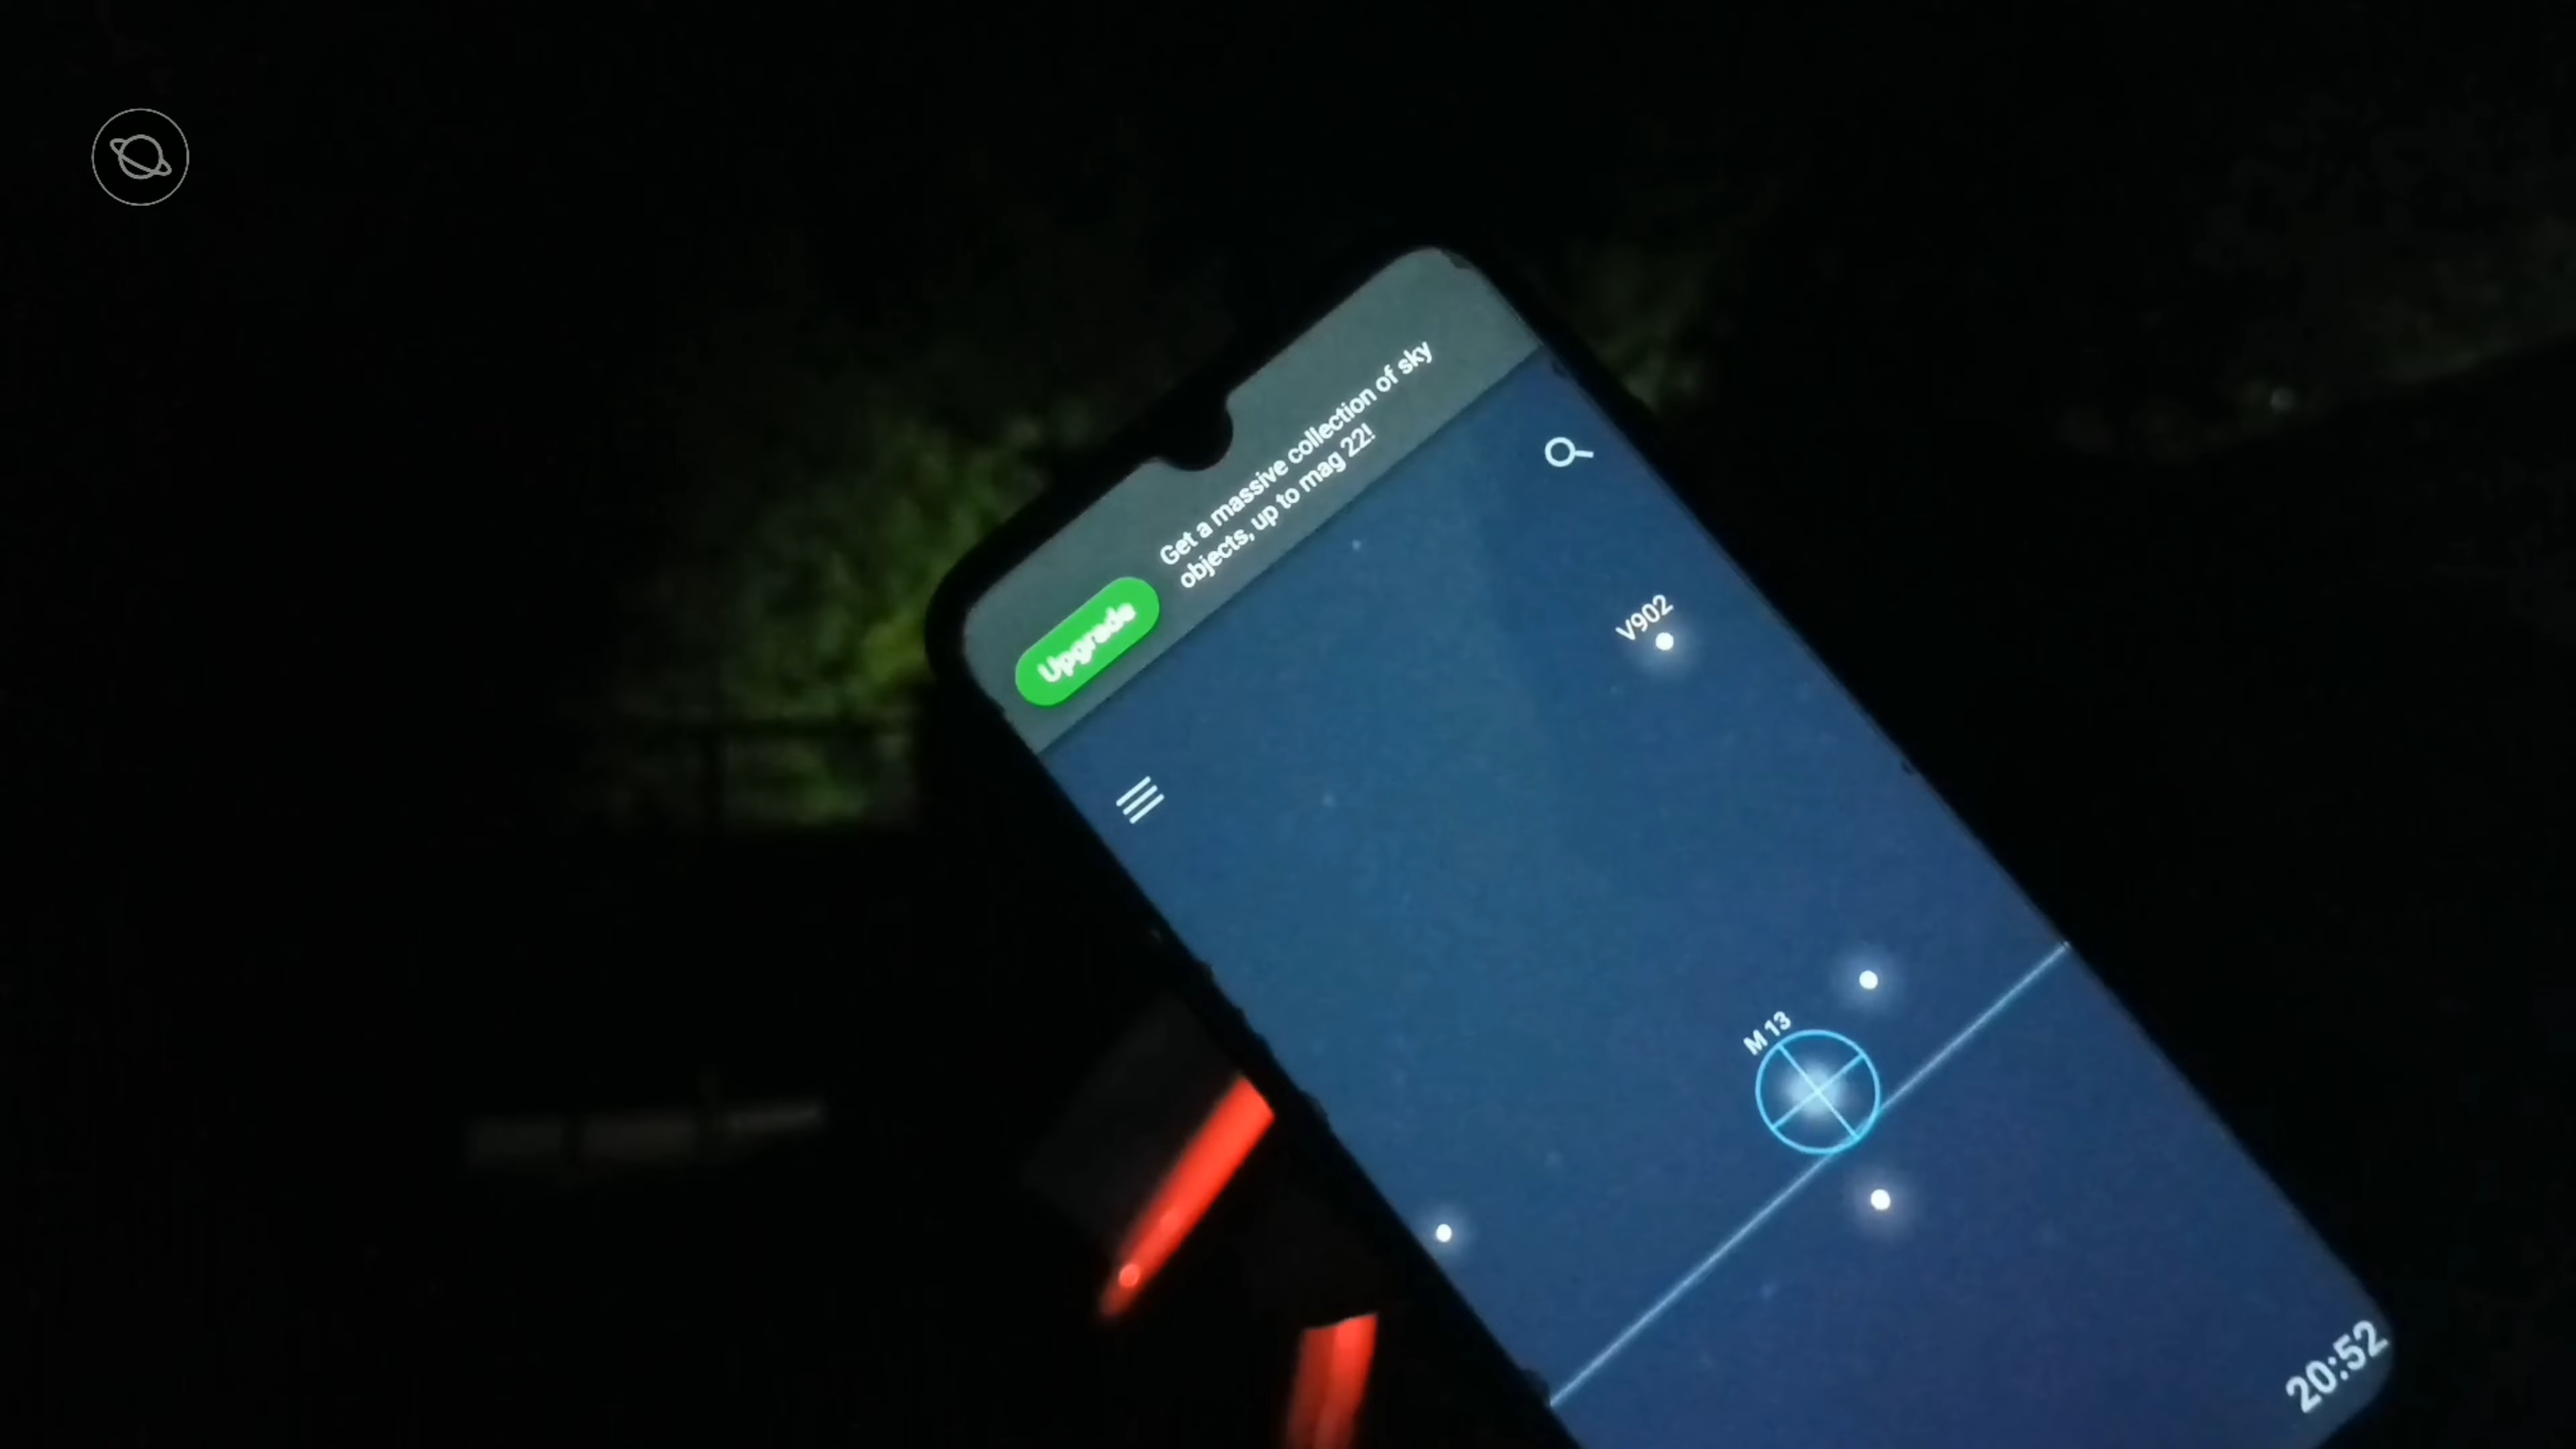 Get a massive collection of sky
objects, up to mag 22!
Upgrade
V902
M 13
20:52